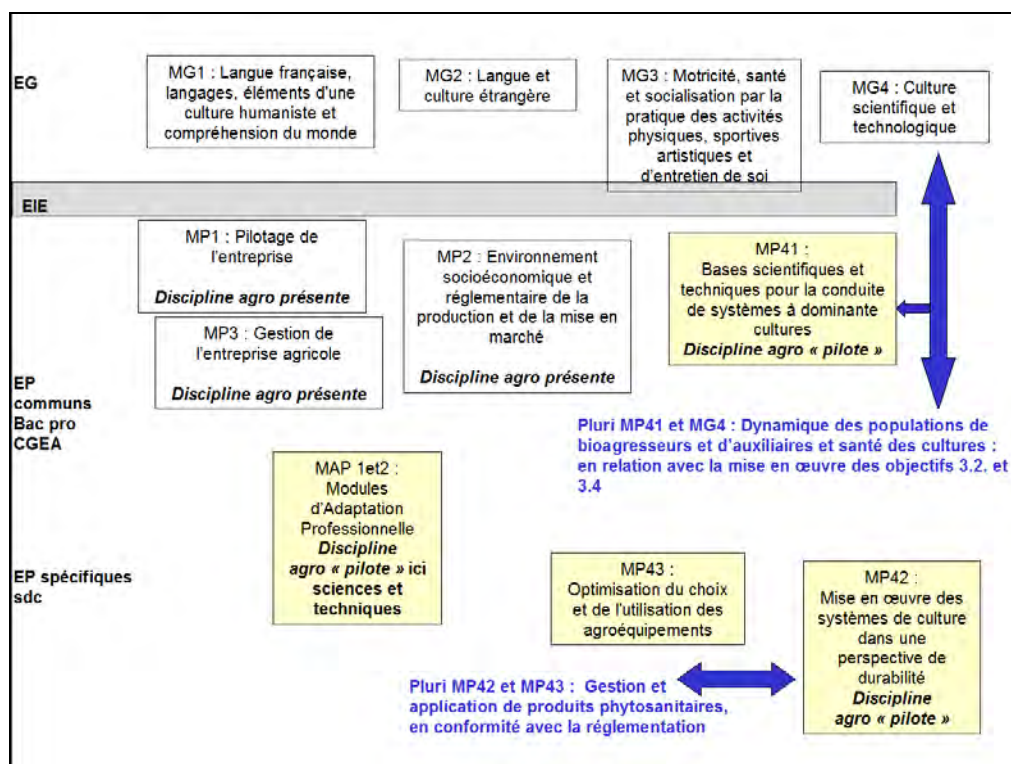 EG
MG1 : Langue française,
langages, éléments d'une
culture humaniste et
compréhension du monde
MG2 : Langue et
culture étrangère
MG3 : Motricité, santé
et socialisation par la
pratique des activités
physiques, sportives
artistiques et
d'entretien de soi
MG4 : Culture
scientifique et
technologique
EIE
MP1 : Pilotage de
l'entreprise
Discipline agro présente
MP3 : Gestion de
l'entreprise agricole
Discipline agro présente
MP2 : Environnement
socioéconomique et
réglementaire de la
production et de la mise en
marché
Discipline agro présente
MP41 :
Bases scientifiques et
techniques pour la conduite
de systèmes à dominante
cultures
Discipline agro « pilote »
EP
communs
Bac pro
CGEA
Pluri MP41 et MG4 : Dynamique des populations de
bioagresseurs et d'auxiliaires et santé des cultures :
en relation avec la mise en œuvre des objectifs 3.2. et
3.4
MAP 1et2 :
Modules
d'Adaptation
Professionnelle
Discipline
agro « pilote » ici
sciences et
techniques
EP spécifiques
sdc
MP43 :
Optimisation du choix
et de l'utilisation des
agroéquipements
MP42 :
Mise en œuvre des
systèmes de culture
dans une
perspective de
durabilité
Discipline
agro « pilote »
Pluri MP42 et MP43 : Gestion et
application de produits phytosanitaires,
en conformité avec la réglementation